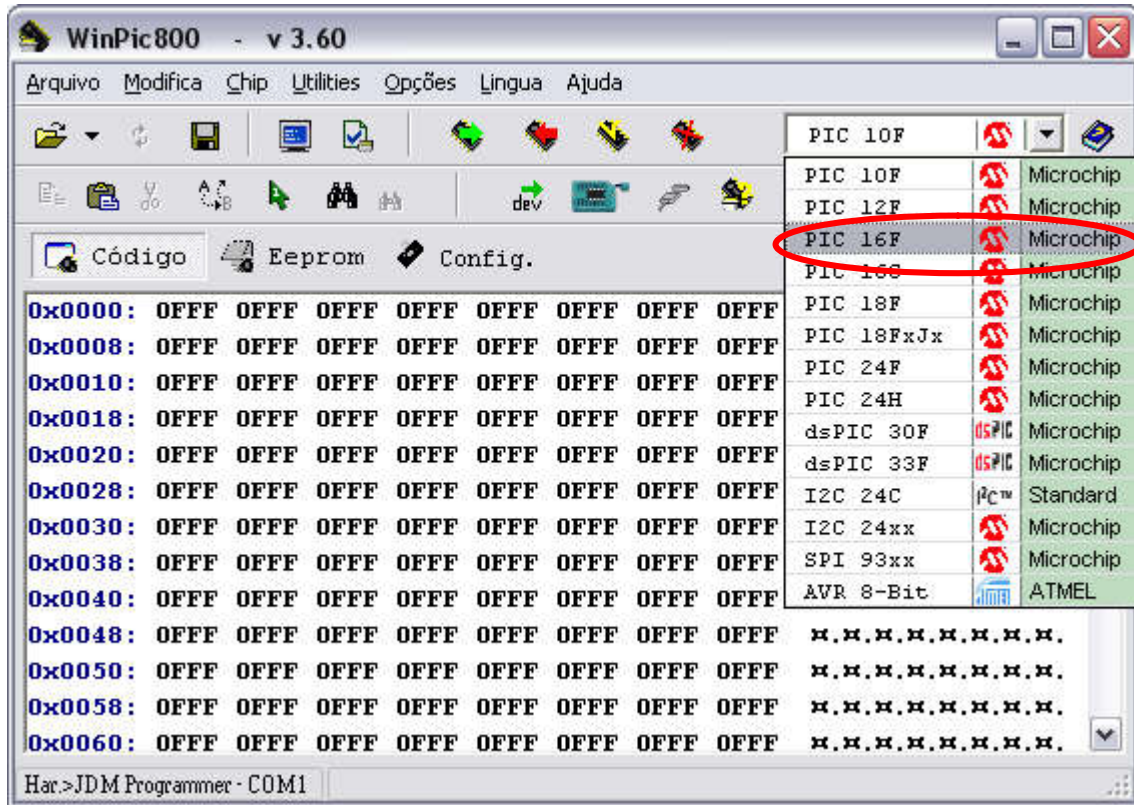 WinPic800 - v 3.60
Arquivo Modifica Chip Utilities Opções Lingua Ajuda
PIC 10F
dev
PIC 10F Microchip
PIC 12F Microchip
PIC 16F Microchip
PIC 16C Microchip
PIC 18F Microchip
PIC 18FxJx Microchip
PIC 24F Microchip
PIC 24H Microchip
dsPIC 30F dsPIC Microchip
dsPIC 33F dsPIC Microchip
I2C 24C I²C™ Standard
I2C 24xx Microchip
SPI 93xx Microchip
AVR 8-Bit ATMEL
Código Eeprom Config.
0x0000: 0FFF 0FFF 0FFF 0FFF 0FFF 0FFF 0FFF 0FFF
0x0008: 0FFF 0FFF 0FFF 0FFF 0FFF 0FFF 0FFF 0FFF
0x0010: 0FFF 0FFF 0FFF 0FFF 0FFF 0FFF 0FFF 0FFF
0x0018: 0FFF 0FFF 0FFF 0FFF 0FFF 0FFF 0FFF 0FFF
0x0020: 0FFF 0FFF 0FFF 0FFF 0FFF 0FFF 0FFF 0FFF
0x0028: 0FFF 0FFF 0FFF 0FFF 0FFF 0FFF 0FFF 0FFF
0x0030: 0FFF 0FFF 0FFF 0FFF 0FFF 0FFF 0FFF 0FFF
0x0038: 0FFF 0FFF 0FFF 0FFF 0FFF 0FFF 0FFF 0FFF
0x0040: 0FFF 0FFF 0FFF 0FFF 0FFF 0FFF 0FFF 0FFF
0x0048: 0FFF 0FFF 0FFF 0FFF 0FFF 0FFF 0FFF 0FFF ¤.¤.¤.¤.¤.¤.¤.¤.
0x0050: 0FFF 0FFF 0FFF 0FFF 0FFF 0FFF 0FFF 0FFF ¤.¤.¤.¤.¤.¤.¤.¤.
0x0058: 0FFF 0FFF 0FFF 0FFF 0FFF 0FFF 0FFF 0FFF ¤.¤.¤.¤.¤.¤.¤.¤.
0x0060: 0FFF 0FFF 0FFF 0FFF 0FFF 0FFF 0FFF 0FFF ¤.¤.¤.¤.¤.¤.¤.¤.
Har.>JDM Programmer - COM1